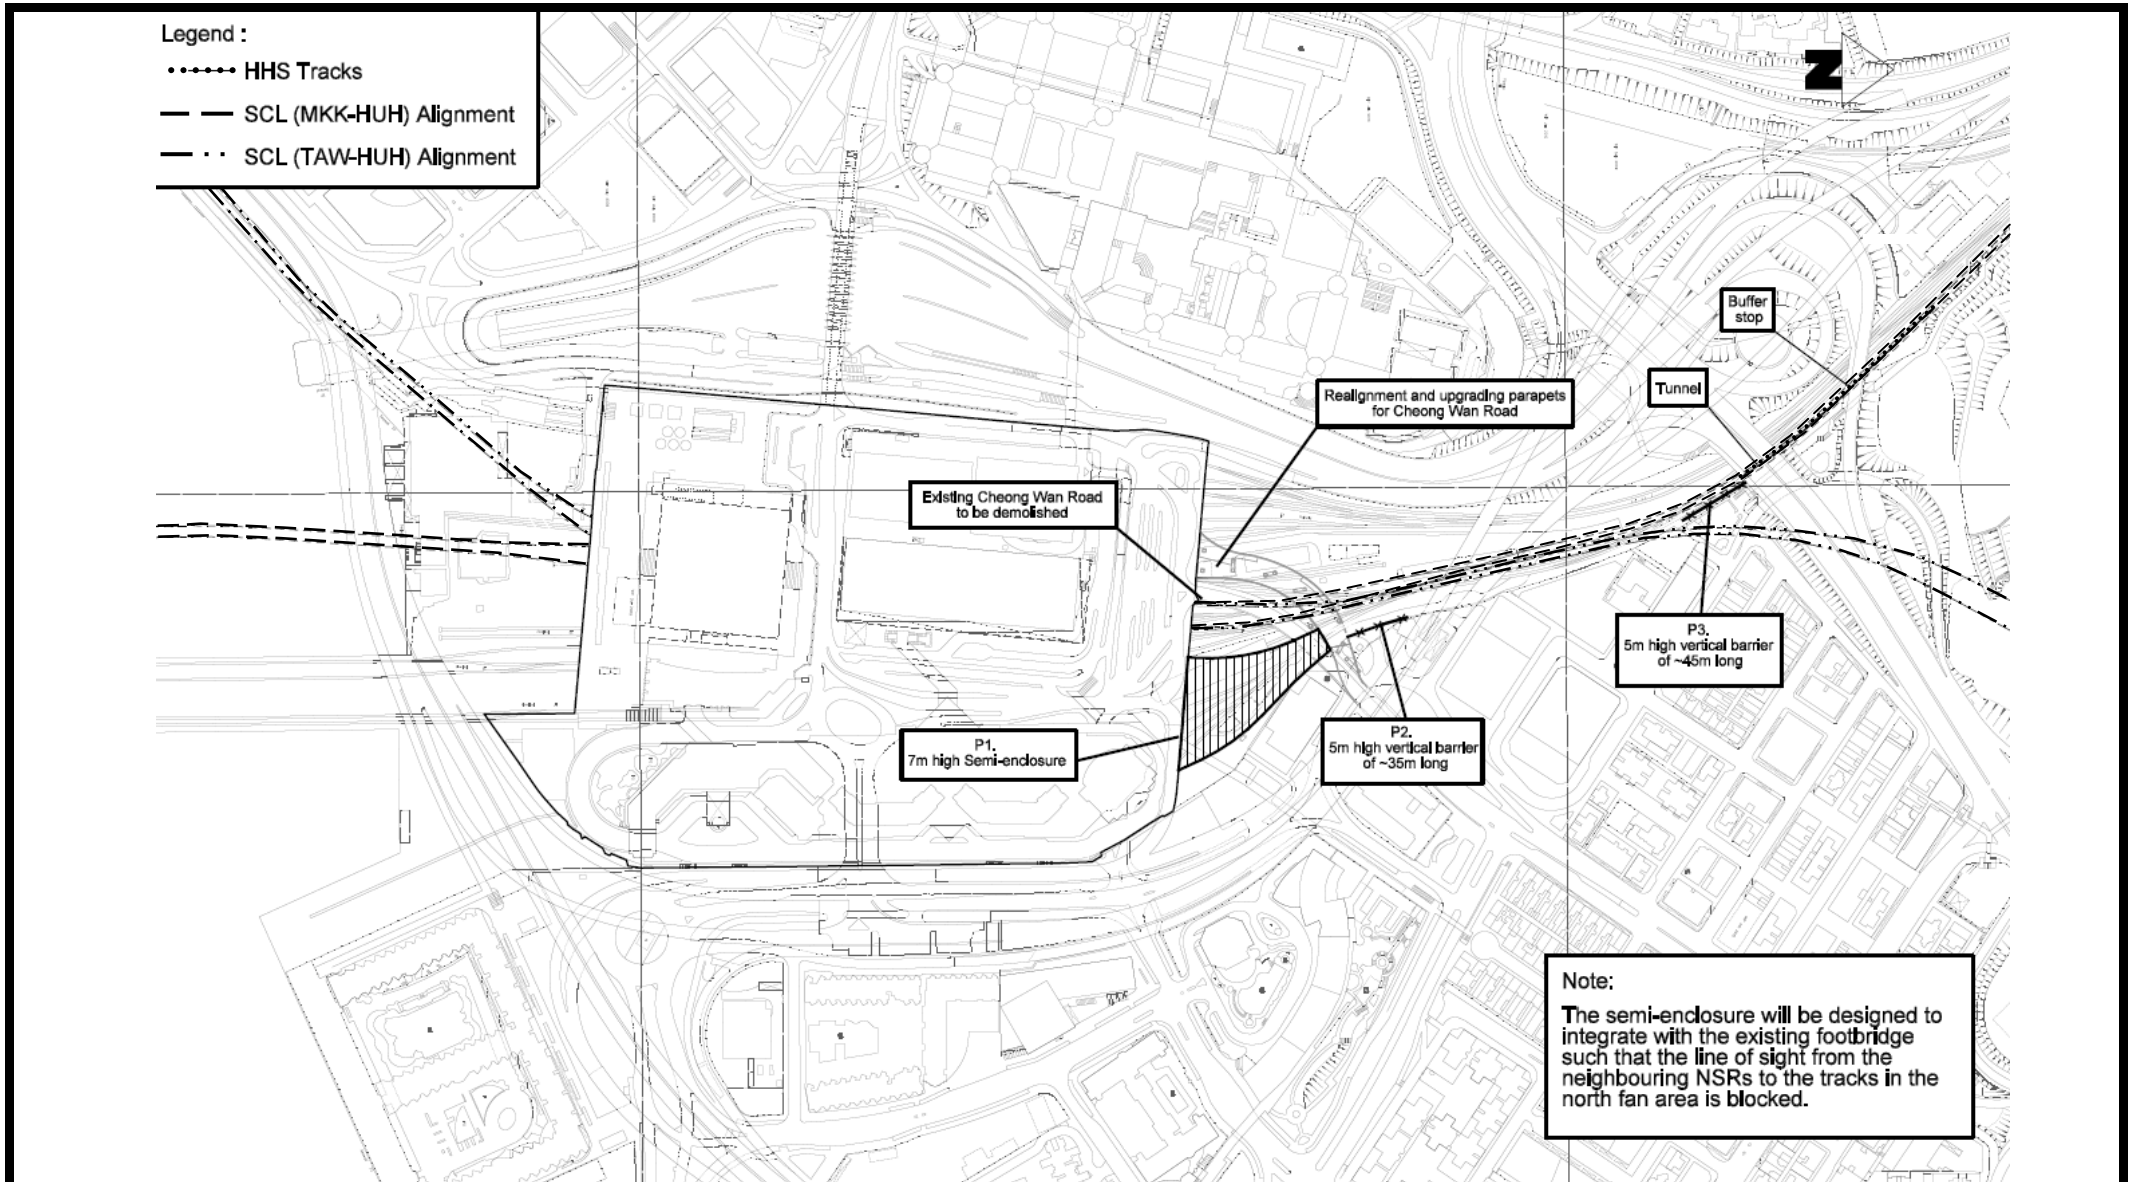 Legend :
HHS Tracks
SCL (MKK-HUH) Alignment
SCL (TAW-HUH) Alignment
Z
Buffer
stop
Tunnel
Realignment and upgrading parapets
for Cheong Wan Road
Existing Cheong Wan Road
to be demolished
P3.
5m high vertical barrier
of ~45m long
P1.
7m high Semi-enclosure
P2.
5m high vertical barrier
of ~35m long
Note:
The semi-enclosure will be designed to
integrate with the existing footbridge
such that the line of sight from the
neighbouring NSRs to the tracks in the
north fan area is blocked.